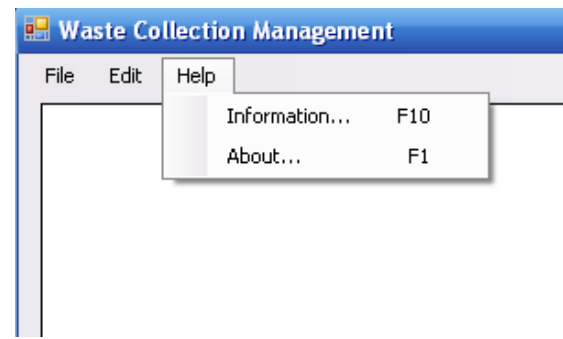 Waste Collection Management
File Edit Help
Information... F10
About... F1